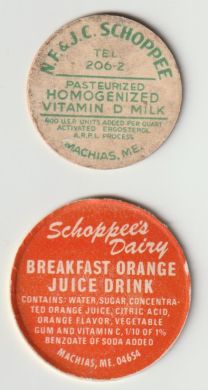 N.F. & J.C. SCHOPPEE
TEL
206-2
PASTEURIZED
HOMOGENIZED
VITAMIN D MILK
400 U.S.P. UNITS ADDED PER QUART
ACTIVATED ERGOSTEROL
A.R.P.I. PROCESS
MACHIAS, ME.
Schoppee's
Dairy
BREAKFAST ORANGE
JUICE DRINK
CONTAINS: WATER, SUGAR, CONCENTRA-
TED ORANGE JUICE, CITRIC ACID,
ORANGE FLAVOR, VEGETABLE
GUM AND VITAMIN C, 1/10 OF 1%
BENZOATE OF SODA ADDED
MACHIAS, ME. 04654